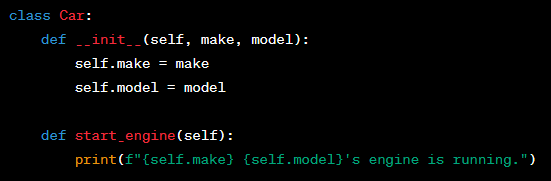 class Car:
    def __init__(self, make, model):
        self.make = make
        self.model = model

    def start_engine(self):
        print(f"{self.make} {self.model}'s engine is running.")